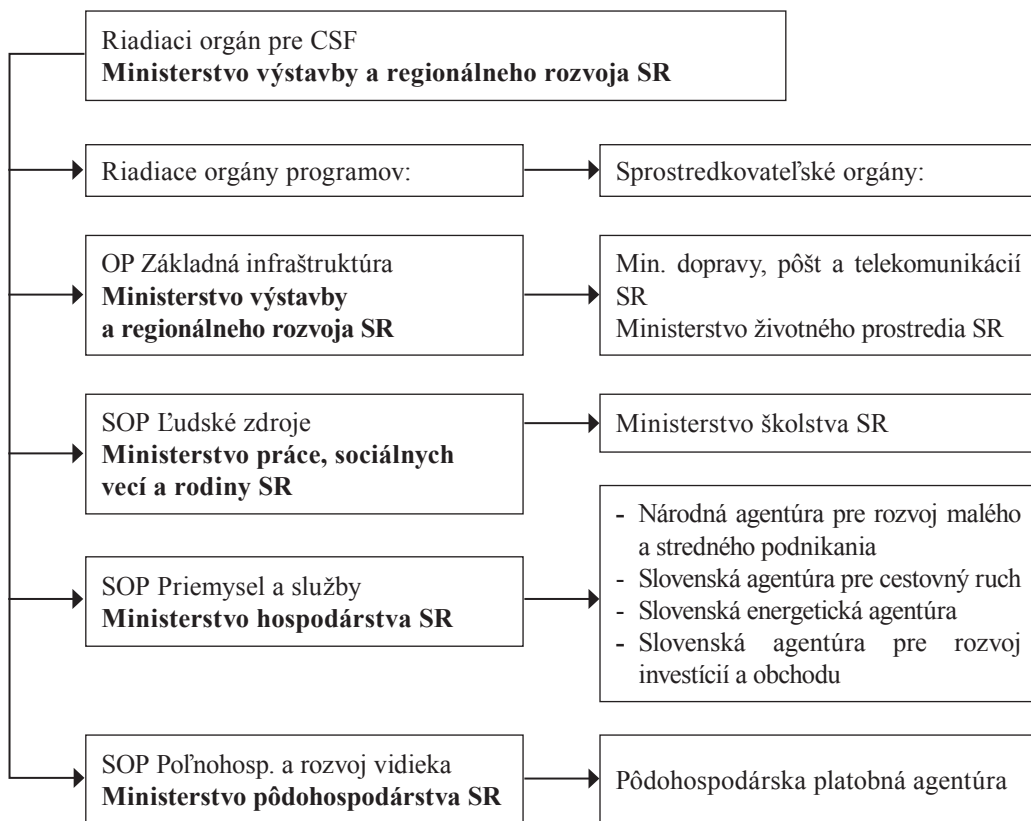 Riadiaci orgán pre CSF
Ministerstvo výstavby a regionálneho rozvoja SR
Riadiace orgány programov:
Sprostredkovateľské orgány:
OP Základná infraštruktúra
Ministerstvo výstavby
a regionálneho rozvoja SR
Min. dopravy, pôšt a telekomunikácií
SR
Ministerstvo životného prostredia SR
SOP Ľudské zdroje
Ministerstvo práce, sociálnych
vecí a rodiny SR
Ministerstvo školstva SR
SOP Priemysel a služby
Ministerstvo hospodárstva SR
- Národná agentúra pre rozvoj malého
a stredného podnikania
- Slovenská agentúra pre cestovný ruch
- Slovenská energetická agentúra
- Slovenská agentúra pre rozvoj
investícií a obchodu
SOP Poľnohosp. a rozvoj vidieka
Ministerstvo pôdohospodárstva SR
Pôdohospodárska platobná agentúra